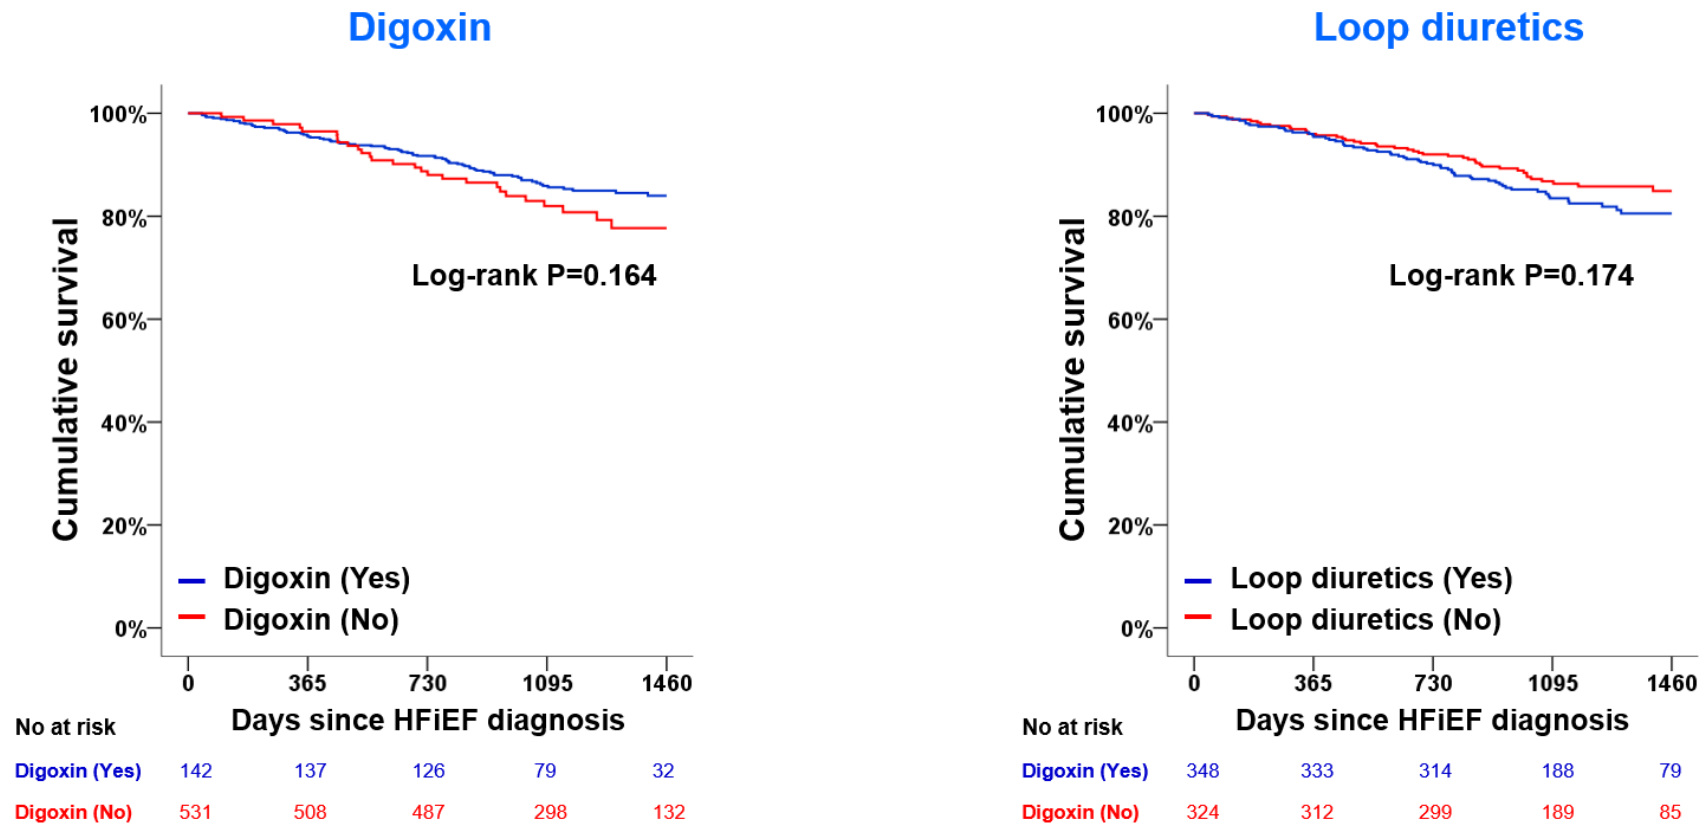 Digoxin
100%
80%
60%
40%
20%
0%
Cumulative survival
Log-rank P=0.164
Digoxin (Yes)
Digoxin (No)
0 365 730 1095 1460
Days since HFiEF diagnosis
No at risk
Digoxin (Yes) 142 137 126 79 32
Digoxin (No) 531 508 487 298 132
Loop diuretics
100%
80%
60%
40%
20%
0%
Cumulative survival
Log-rank P=0.174
Loop diuretics (Yes)
Loop diuretics (No)
0 365 730 1095 1460
Days since HFiEF diagnosis
No at risk
Digoxin (Yes) 348 333 314 188 79
Digoxin (No) 324 312 299 189 85